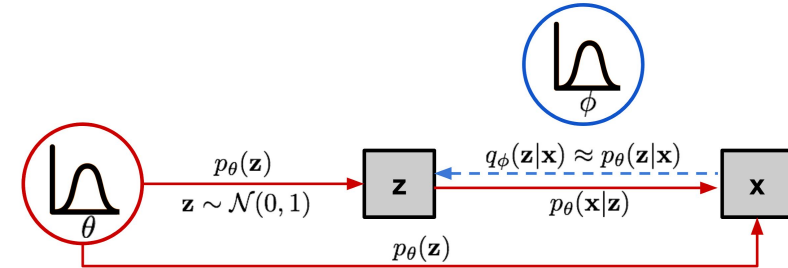 ϕ
q_ϕ(z|x) ≈ p_θ(z|x)
p_θ(z)
z
x
z ∼ 𝒩(0, 1)
p_θ(x|z)
θ
p_θ(z)